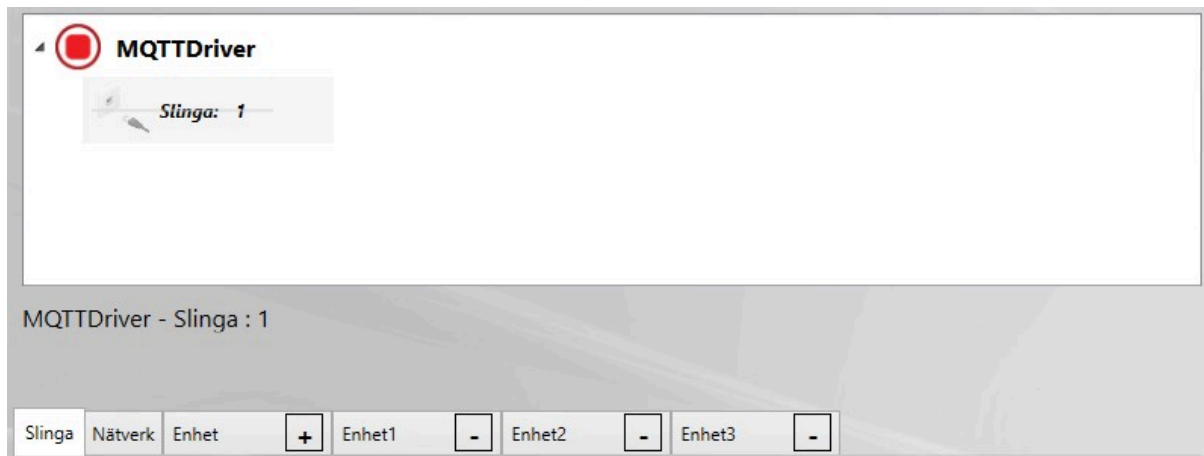 MQTTDriver
Slinga: 1
MQTTDriver - Slinga : 1
Slinga Nätverk Enhet + Enhet1 - Enhet2 - Enhet3 -